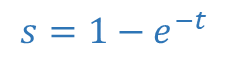 s = 1 − e^{−t}